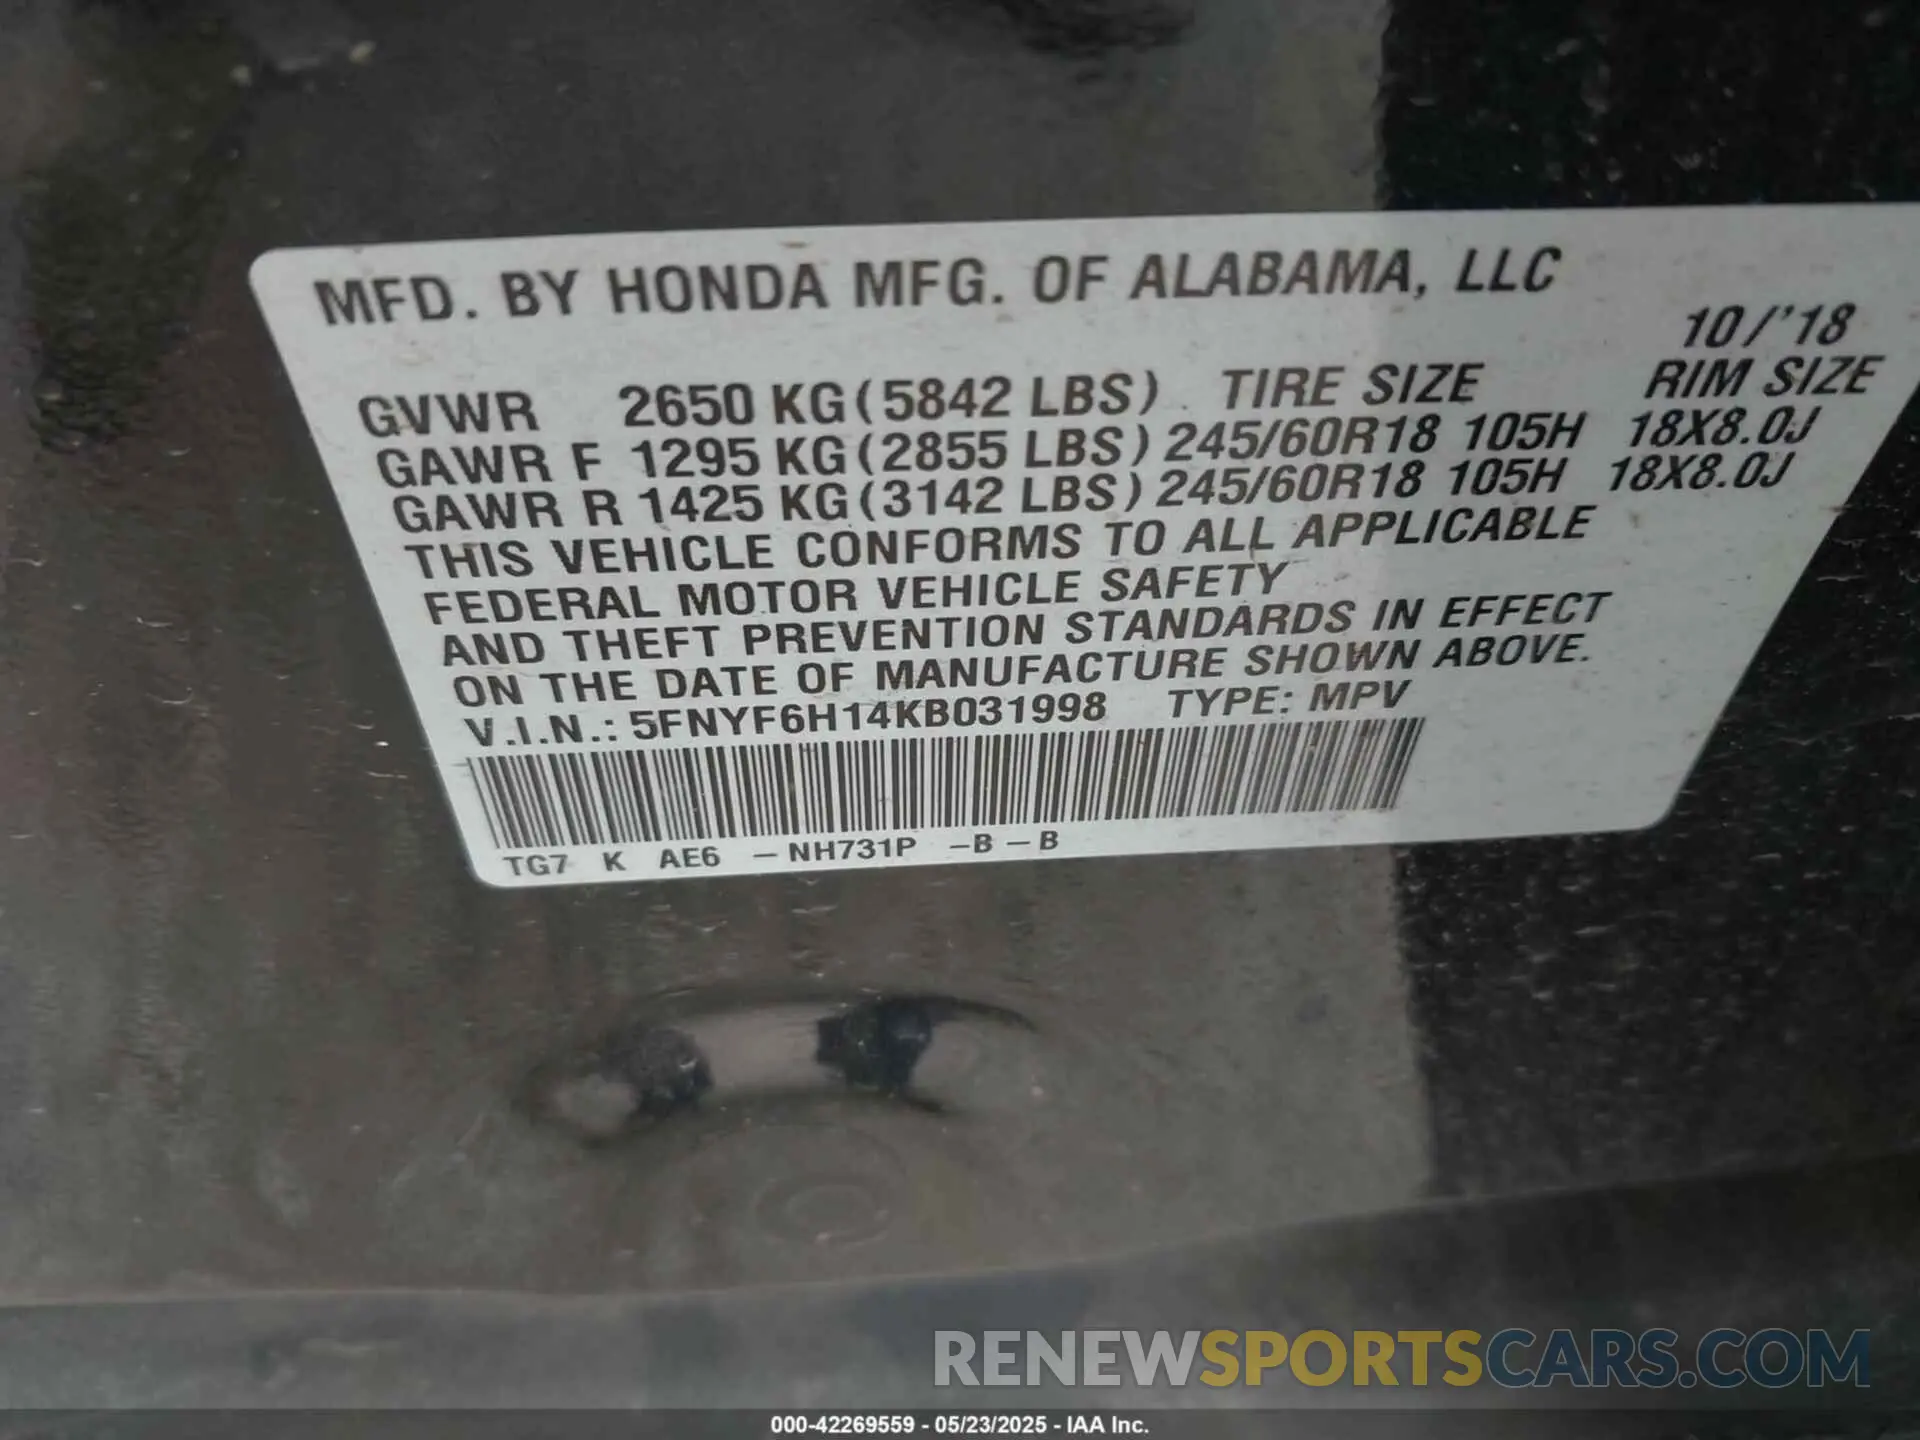 MFD. BY HONDA MFG. OF ALABAMA, LLC
10/'18
GVWR 2650 KG (5842 LBS) TIRE SIZE RIM SIZE
GAWR F 1295 KG (2855 LBS) 245/60R18 105H 18X8.0J
GAWR R 1425 KG (3142 LBS) 245/60R18 105H 18X8.0J
THIS VEHICLE CONFORMS TO ALL APPLICABLE
FEDERAL MOTOR VEHICLE SAFETY
AND THEFT PREVENTION STANDARDS IN EFFECT
ON THE DATE OF MANUFACTURE SHOWN ABOVE.
V.I.N.: 5FNYF6H14KB031998 TYPE: MPV
TG7 K AE6 – NH731P – B – B
RENEWSPORTSCARS.COM
000-42269559 - 05/23/2025 - IAA Inc.